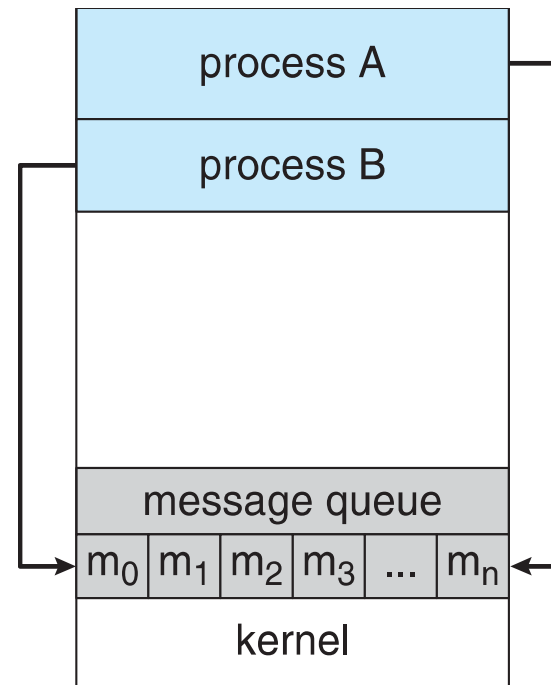 process A
process B
message queue
m₀ m₁ m₂ m₃ ... mₙ
kernel